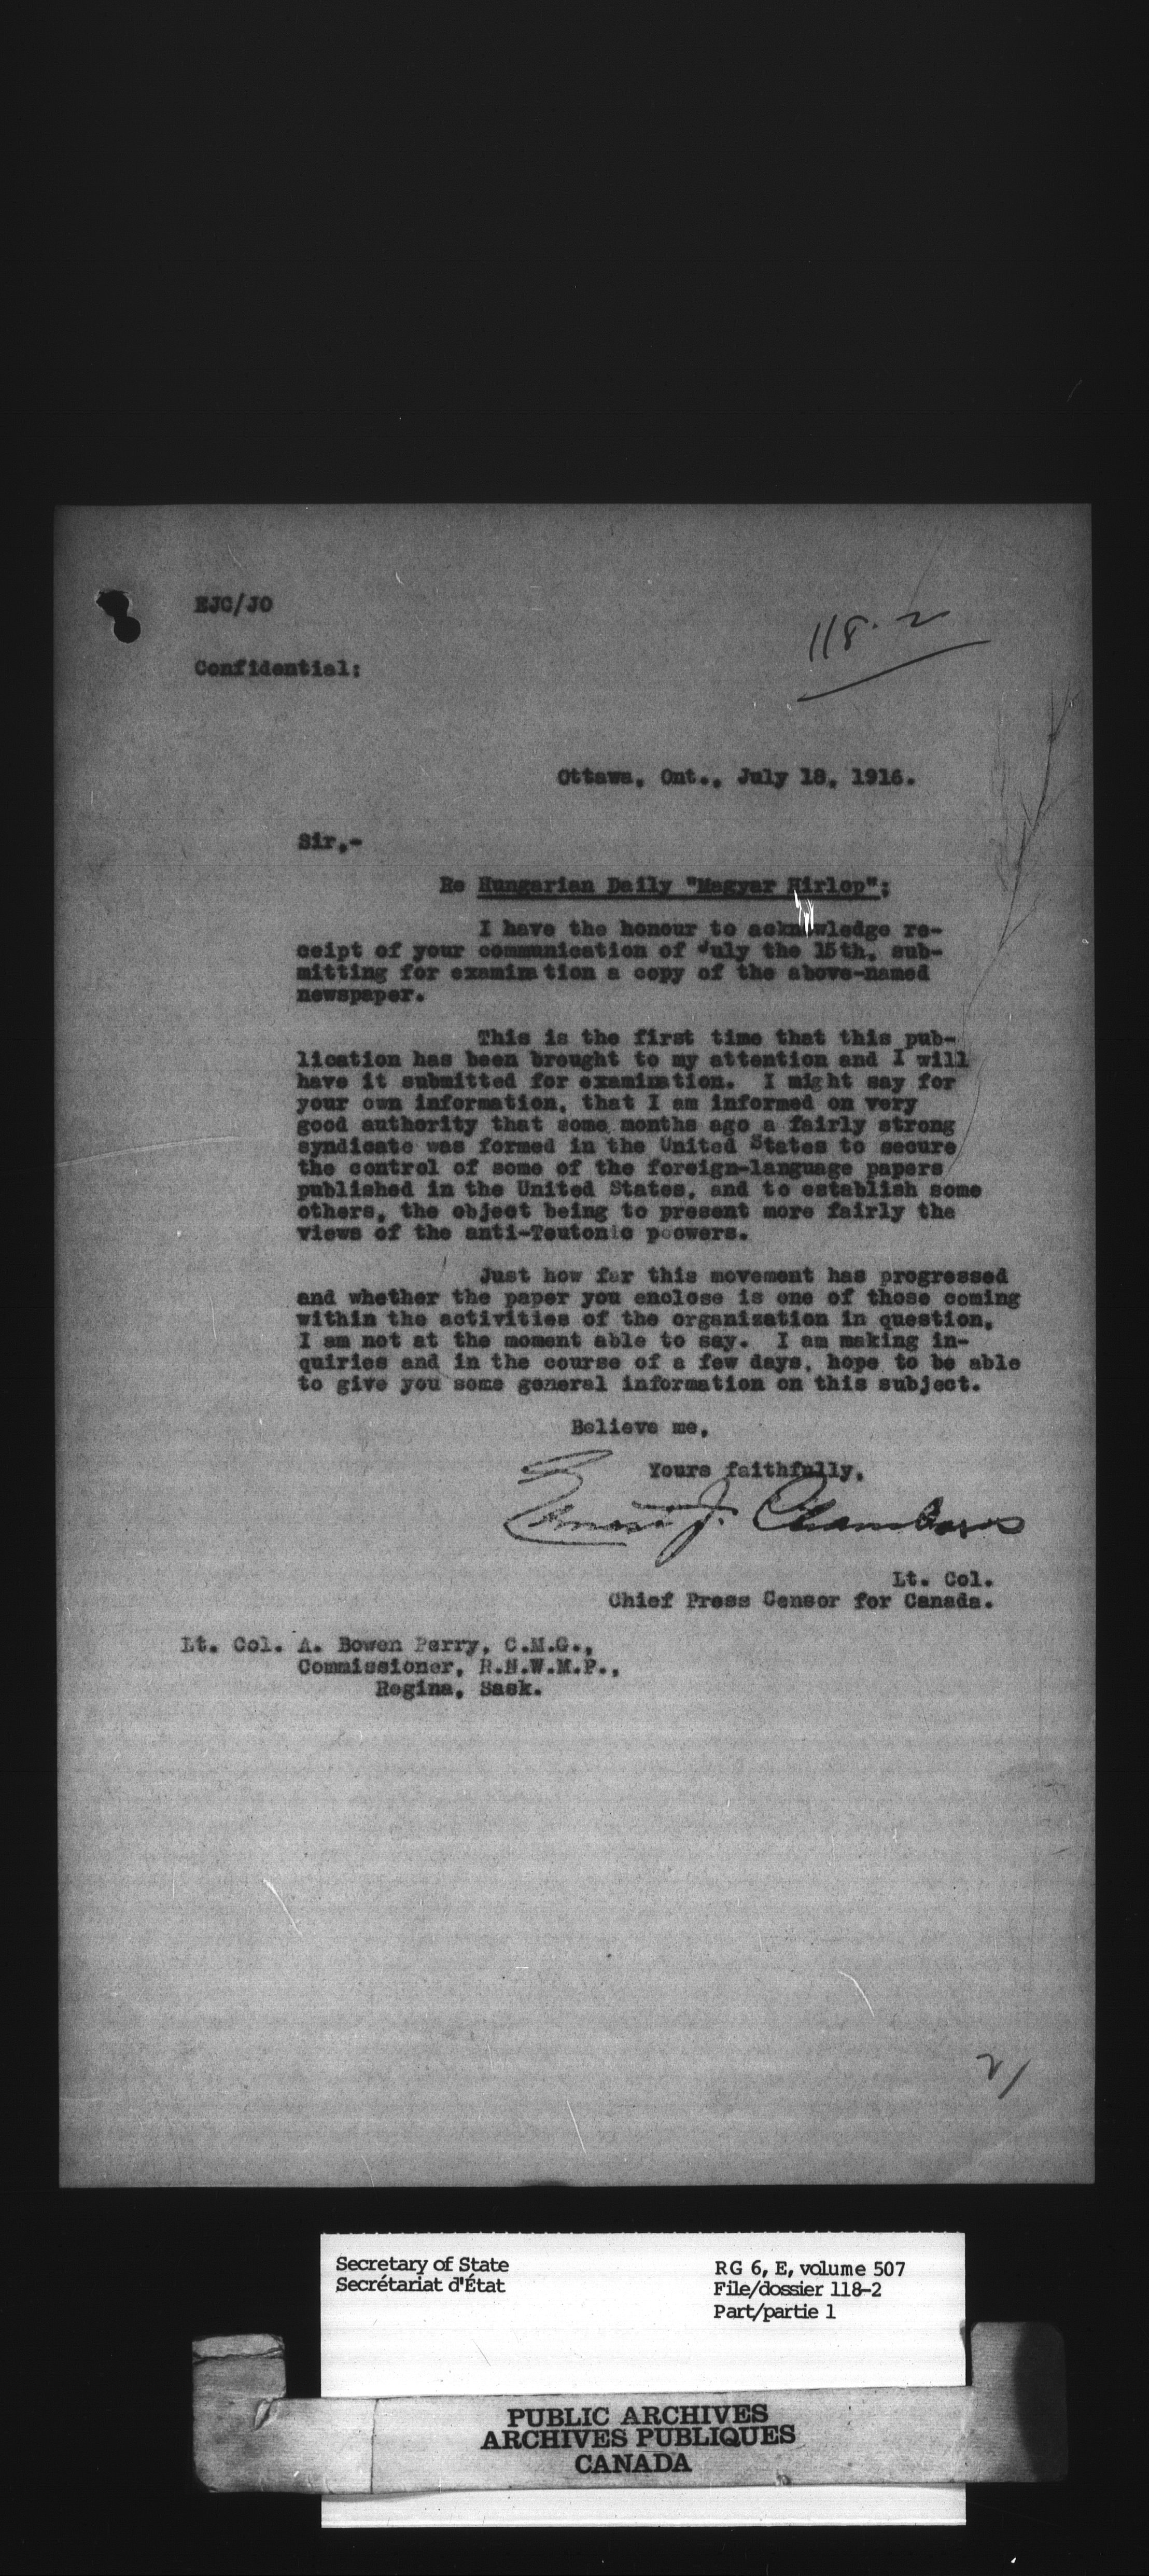 EJC/JO
118-2
Confidential:
Ottawa, Ont., July 18, 1916.
Sir,-
Re Hungarian Daily "Magyar Hirlop";
I have the honour to acknowledge re-
ceipt of your communication of July the 15th, sub-
mitting for examination a copy of the above-named
newspaper.
This is the first time that this pub-
lication has been brought to my attention and I will
have it submitted for examination. I might say for
your own information, that I am informed on very
good authority that some months ago a fairly strong
syndicate was formed in the United States to secure
the control of some of the foreign-language papers
published in the United States, and to establish some
others, the object being to present more fairly the
views of the anti-Teutonic poowers.
Just how far this movement has progressed
and whether the paper you enclose is one of those coming
within the activities of the organization in question,
I am not at the moment able to say. I am making in-
quiries and in the course of a few days, hope to be able
to give you some general information on this subject.
Believe me,
Yours faithfully,
Ernest J. Chambers
Lt. Col.
Chief Press Censor for Canada.
Lt. Col. A. Bowen Perry, C.M.G.,
Commissioner, R.N.W.M.P.,
Regina, Sask.
Secretary of State
Secrétariat d'État
RG 6, E, volume 507
File/dossier 118-2
Part/partie 1
PUBLIC ARCHIVES
ARCHIVES PUBLIQUES
CANADA